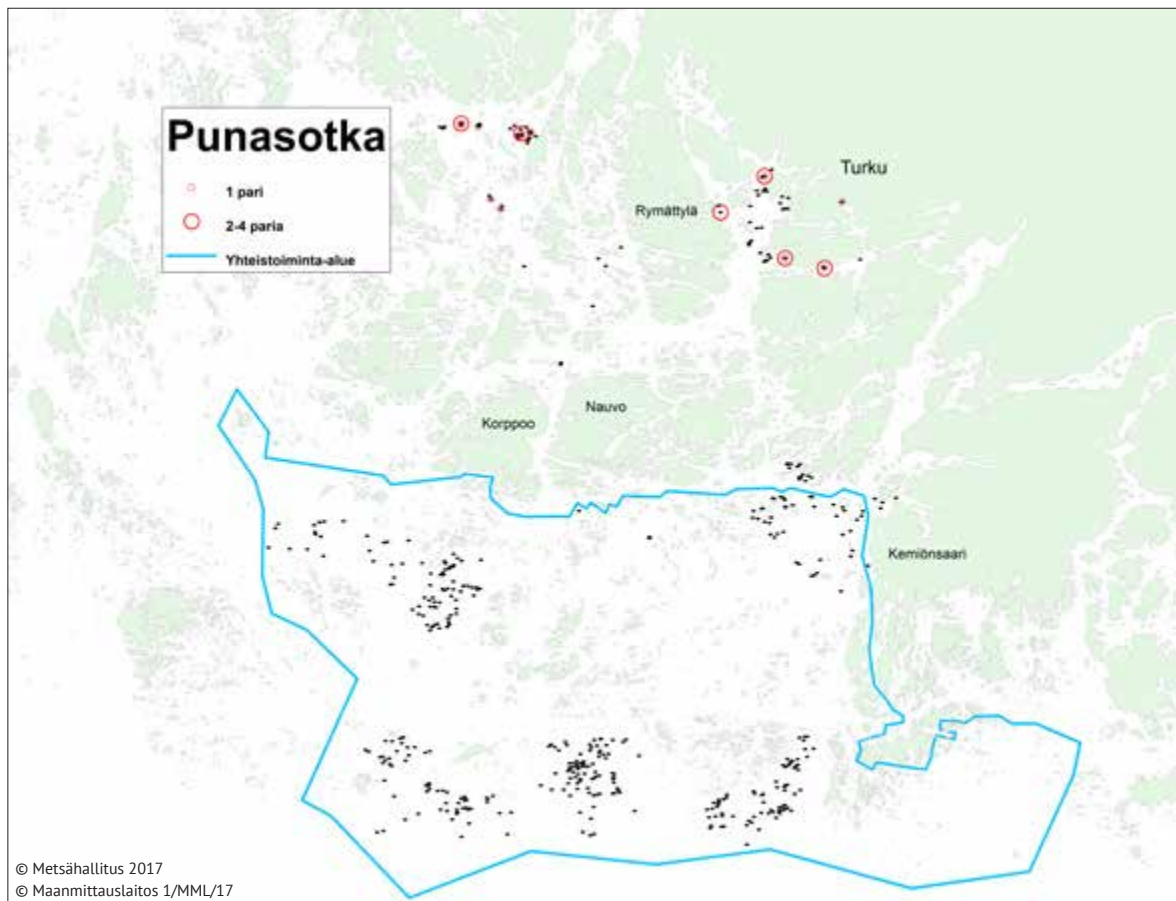 Punasotka
1 pari
2-4 paria
Yhteistoiminta-alue
Turku
Rymättylä
Korppoo
Nauvo
Kemiönsaari
© Metsähallitus 2017
© Maanmittauslaitos 1/MML/17